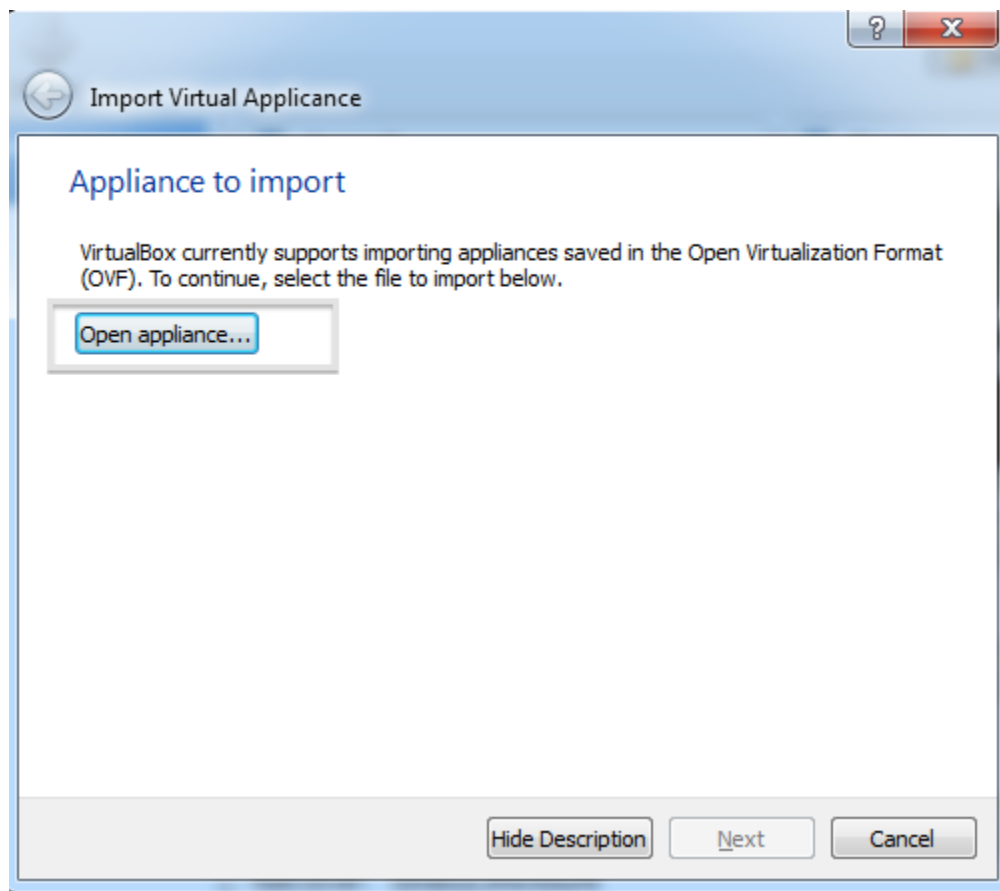 ?
Import Virtual Applicance
Appliance to import
VirtualBox currently supports importing appliances saved in the Open Virtualization Format
(OVF). To continue, select the file to import below.
Open appliance...
Hide Description Next Cancel